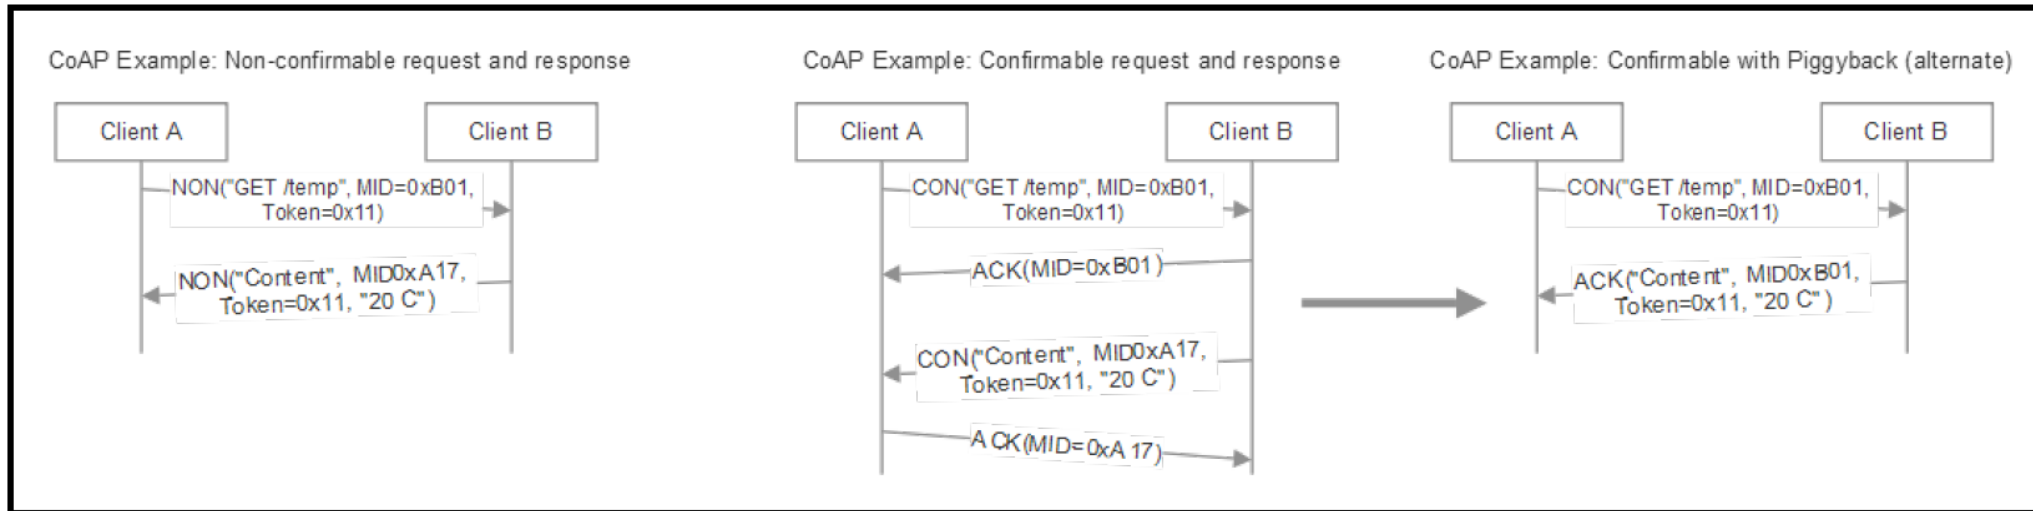 CoAP Example: Non-confirmable request and response
Client A
Client B
NON("GET /temp", MID=0xB01,
Token=0x11)
NON("Content", MID0xA17,
Token=0x11, "20 C")
CoAP Example: Confirmable request and response
Client A
Client B
CON("GET /temp", MID=0xB01,
Token=0x11)
ACK(MID=0xB01)
CON("Content", MID0xA17,
Token=0x11, "20 C")
ACK(MID=0xA17)
CoAP Example: Confirmable with Piggyback (alternate)
Client A
Client B
CON("GET /temp", MID=0xB01,
Token=0x11)
ACK("Content", MID0xB01,
Token=0x11, "20 C")